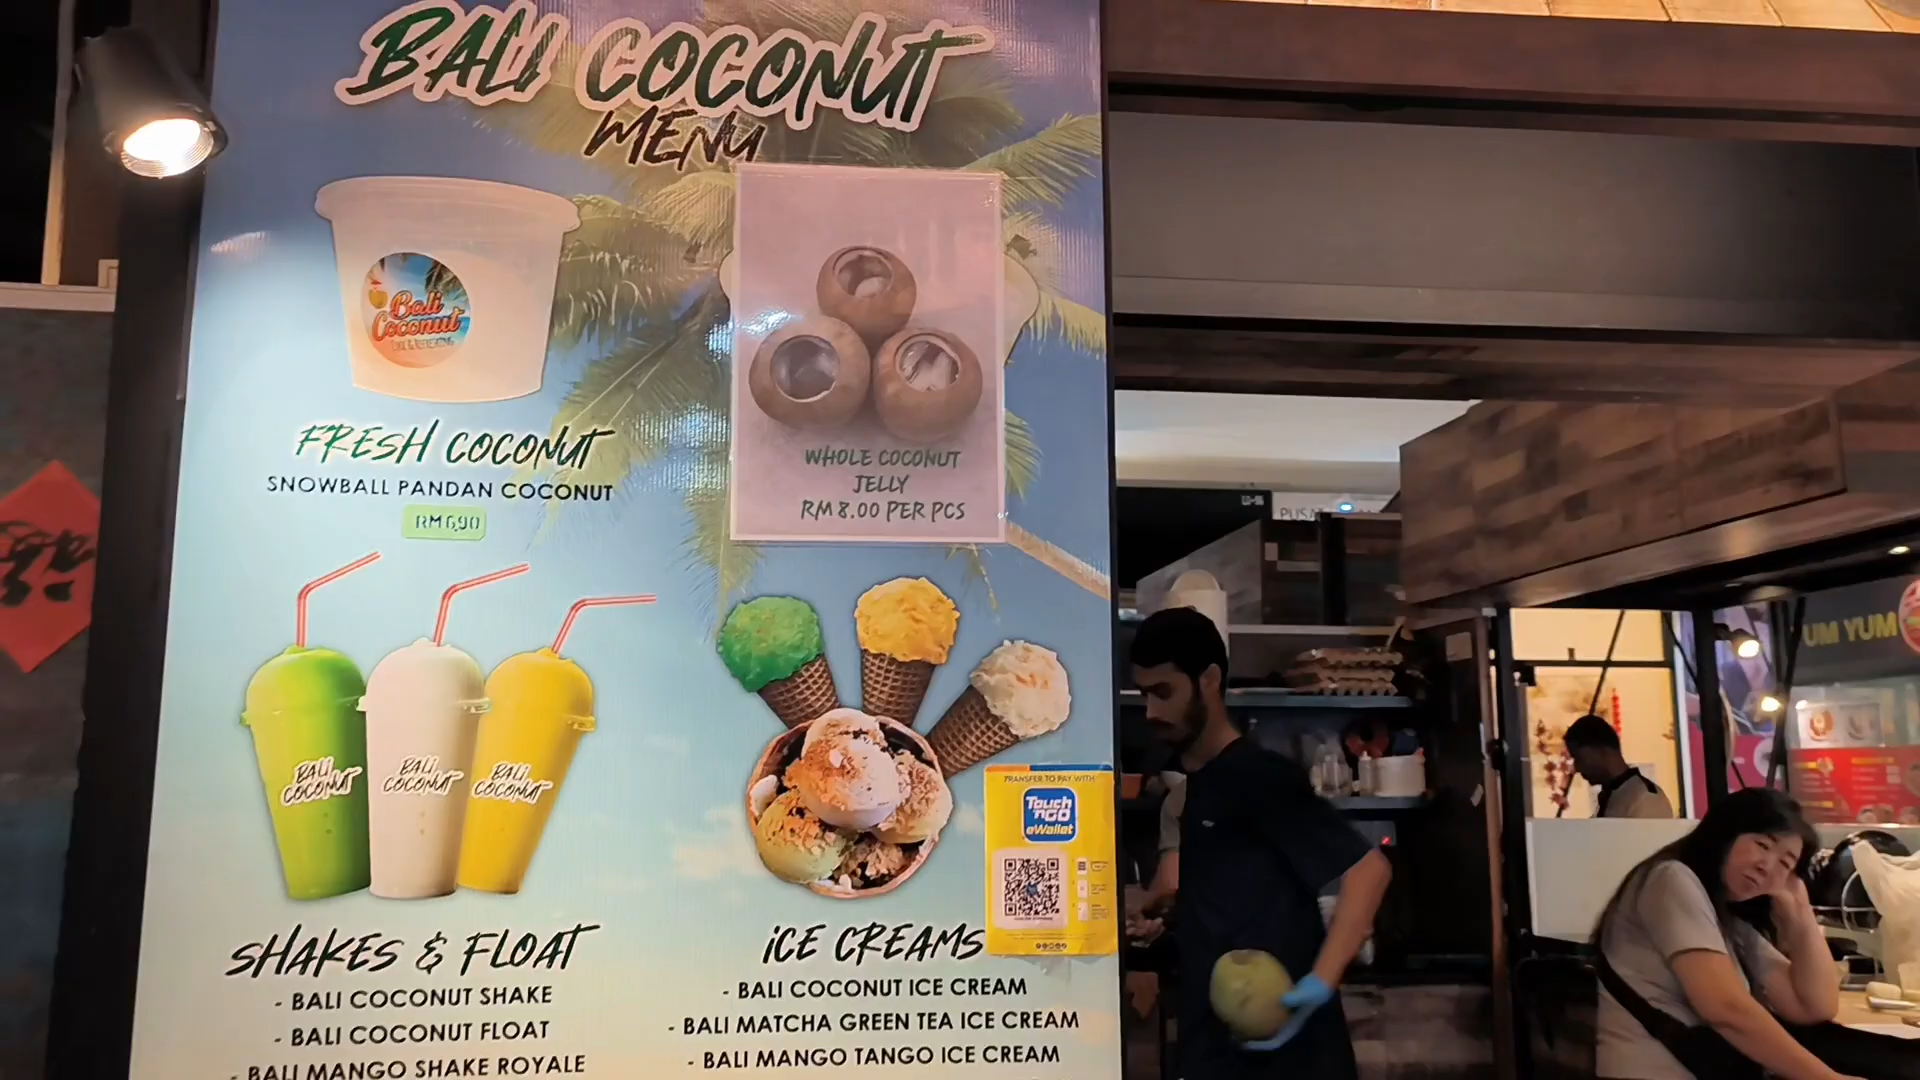 BALI COCONUT
MENU
Bali
Coconut
FRESH COCONUT
SNOWBALL PANDAN COCONUT
RM 6.90
WHOLE COCONUT
JELLY
RM 8.00 PER PCS
BALI
COCONUT
BALI
COCONUT
BALI
COCONUT
TRANSFER TO PAY WITH
Touch
'nGO
eWallet
SHAKES & FLOAT
- BALI COCONUT SHAKE
- BALI COCONUT FLOAT
- BALI MANGO SHAKE ROYALE
ICE CREAMS
- BALI COCONUT ICE CREAM
- BALI MATCHA GREEN TEA ICE CREAM
- BALI MANGO TANGO ICE CREAM
UM YUM